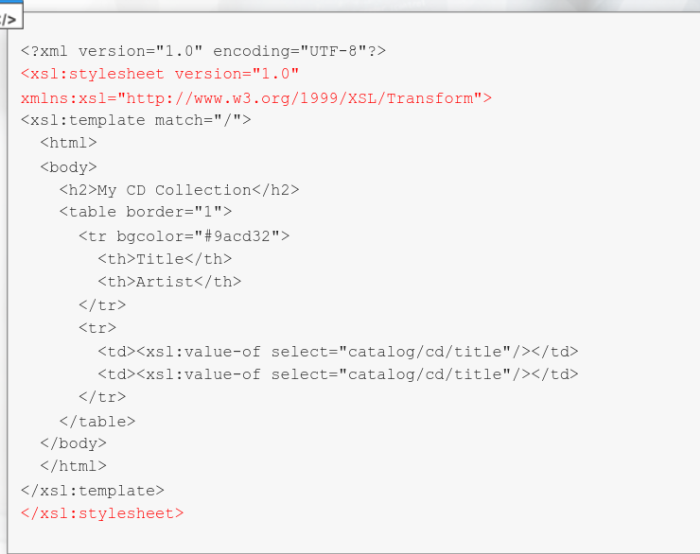 />
<?xml version="1.0" encoding="UTF-8"?>
<xsl:stylesheet version="1.0"
xmlns:xsl="http://www.w3.org/1999/XSL/Transform">
<xsl:template match="/">
<html>
<body>
<h2>My CD Collection</h2>
<table border="1">
<tr bgcolor="#9acd32">
<th>Title</th>
<th>Artist</th>
</tr>
<tr>
<td><xsl:value-of select="catalog/cd/title"/></td>
<td><xsl:value-of select="catalog/cd/title"/></td>
</tr>
</table>
</body>
</html>
</xsl:template>
</xsl:stylesheet>